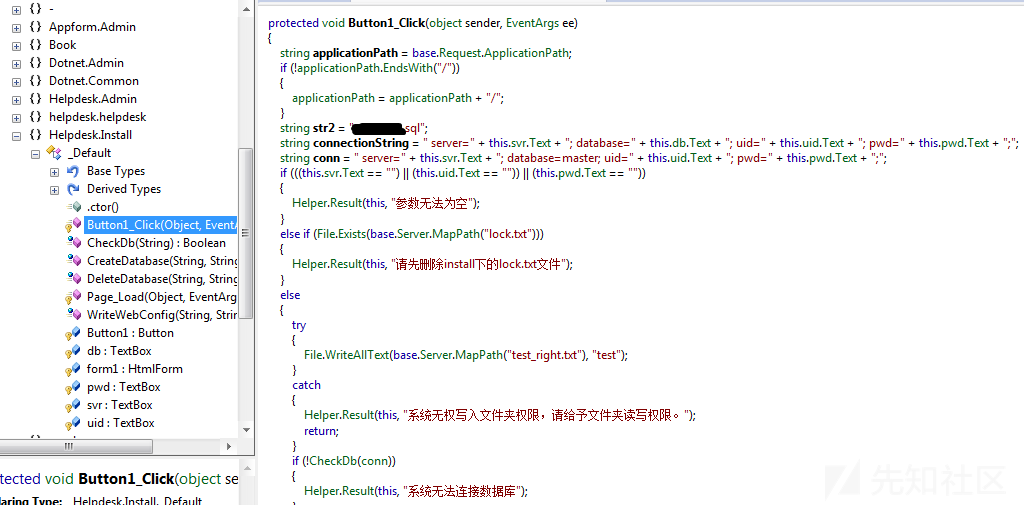 {} -
{} Appform.Admin
{} Book
{} Dotnet.Admin
{} Dotnet.Common
{} Helpdesk.Admin
{} helpdesk.helpdesk
{} Helpdesk.Install
_Default
Base Types
Derived Types
.ctor()
Button1_Click(Object, EventA
CheckDb(String) : Boolean
CreateDatabase(String, String
DeleteDatabase(String, String
Page_Load(Object, EventArg
WriteWebConfig(String, Strin
Button1 : Button
db : TextBox
form1 : HtmlForm
pwd : TextBox
svr : TextBox
uid : TextBox
tected void Button1_Click(object se
laring Type: Helpdesk.Install._Default
protected void Button1_Click(object sender, EventArgs ee)
{
string applicationPath = base.Request.ApplicationPath;
if (!applicationPath.EndsWith("/"))
{
applicationPath = applicationPath + "/";
}
string str2 = "sql";
string connectionString = " server=" + this.svr.Text + "; database=" + this.db.Text + "; uid=" + this.uid.Text + "; pwd=" + this.pwd.Text + ";";
string conn = " server=" + this.svr.Text + "; database=master; uid=" + this.uid.Text + "; pwd=" + this.pwd.Text + ";";
if (((this.svr.Text == "") || (this.uid.Text == "")) || (this.pwd.Text == ""))
{
Helper.Result(this, "参数无法为空");
}
else if (File.Exists(base.Server.MapPath("lock.txt")))
{
Helper.Result(this, "请先删除install下的lock.txt文件");
}
else
{
try
{
File.WriteAllText(base.Server.MapPath("test_right.txt"), "test");
}
catch
{
Helper.Result(this, "系统无权写入文件夹权限，请给予文件夹读写权限。");
return;
}
if (!CheckDb(conn))
{
Helper.Result(this, "系统无法连接数据库");
先知社区